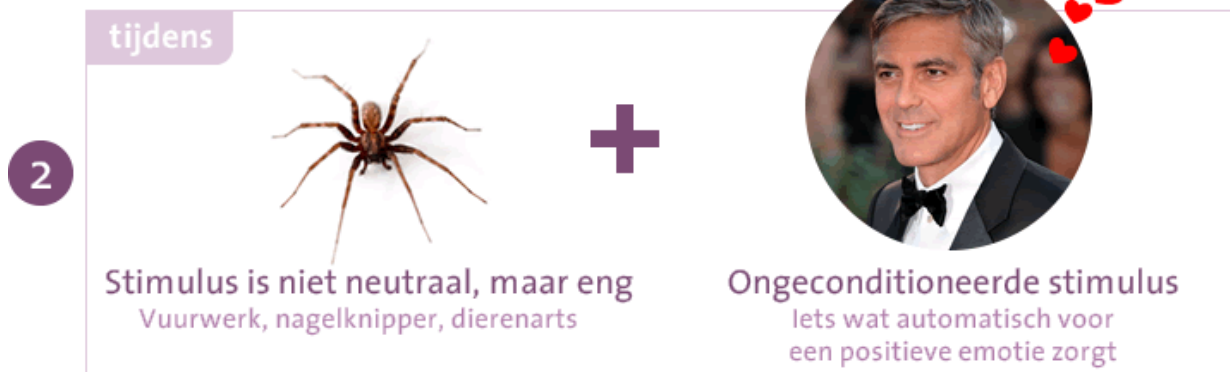 tijdens
2
Stimulus is niet neutraal, maar eng
Vuurwerk, nagelknipper, dierenarts
Ongeconditioneerde stimulus
Iets wat automatisch voor
een positieve emotie zorgt